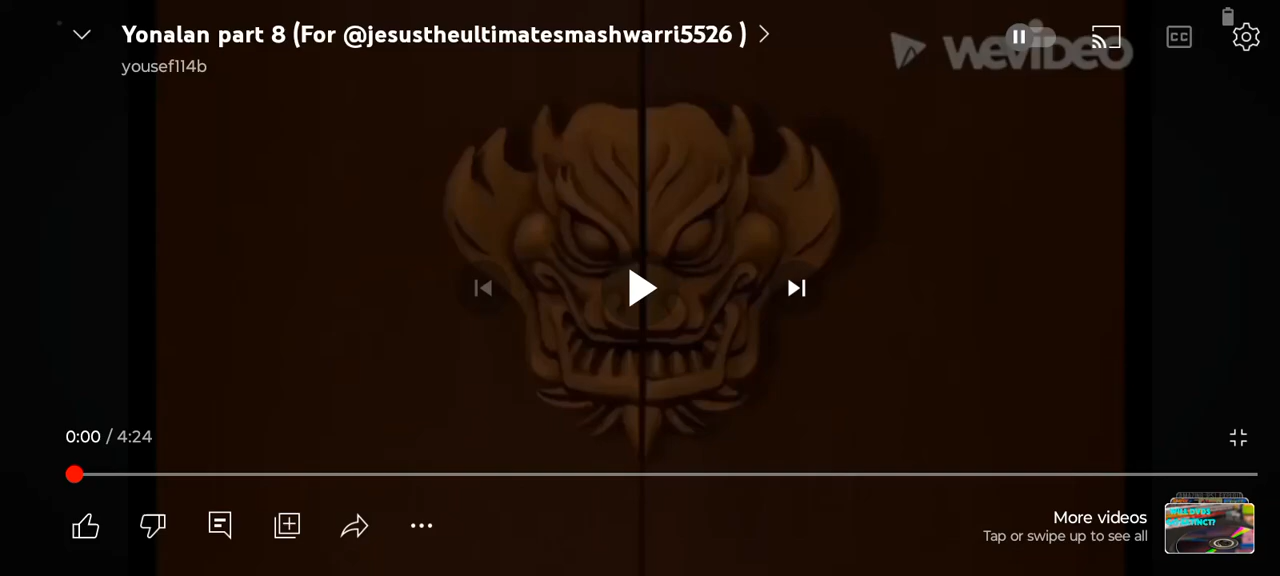 Yonalan part 8 (For @jesustheultimatesmashwarri5526 )
yousef114b
WeVideo
CC
0:00 / 4:24
More videos
Tap or swipe up to see all